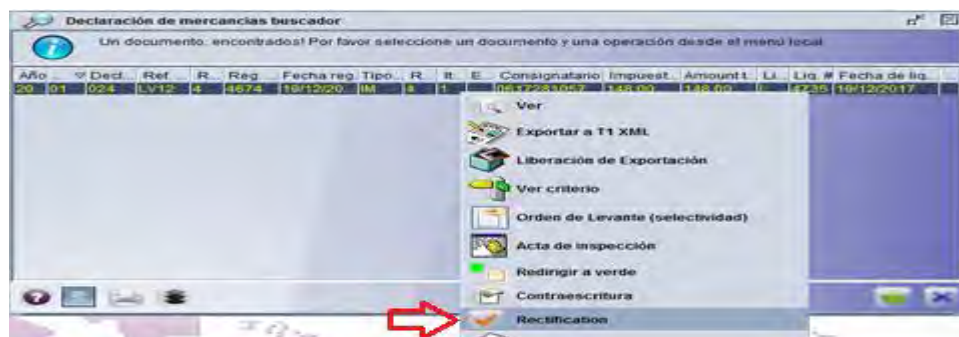 Declaración de mercancias buscador
Un documento. encontrados! Por favor seleccione un documento y una operación desde el menú local
Año Decl. Ref. R. Reg. Fecha reg Tipo R. It. E. Consignatario Impuest. Amount t. Li. Liq. # Fecha de liq.
20 01 024 LV12 4 4674 19/12/20 IM 4 1 0617281057 148.00 148.00 L 4735 19/12/2017
Ver
Exportar a T1 XML
Liberación de Exportación
Ver criterio
Orden de Levante (selectividad)
Acta de inspección
Redirigir a verde
Contraescritura
Rectification